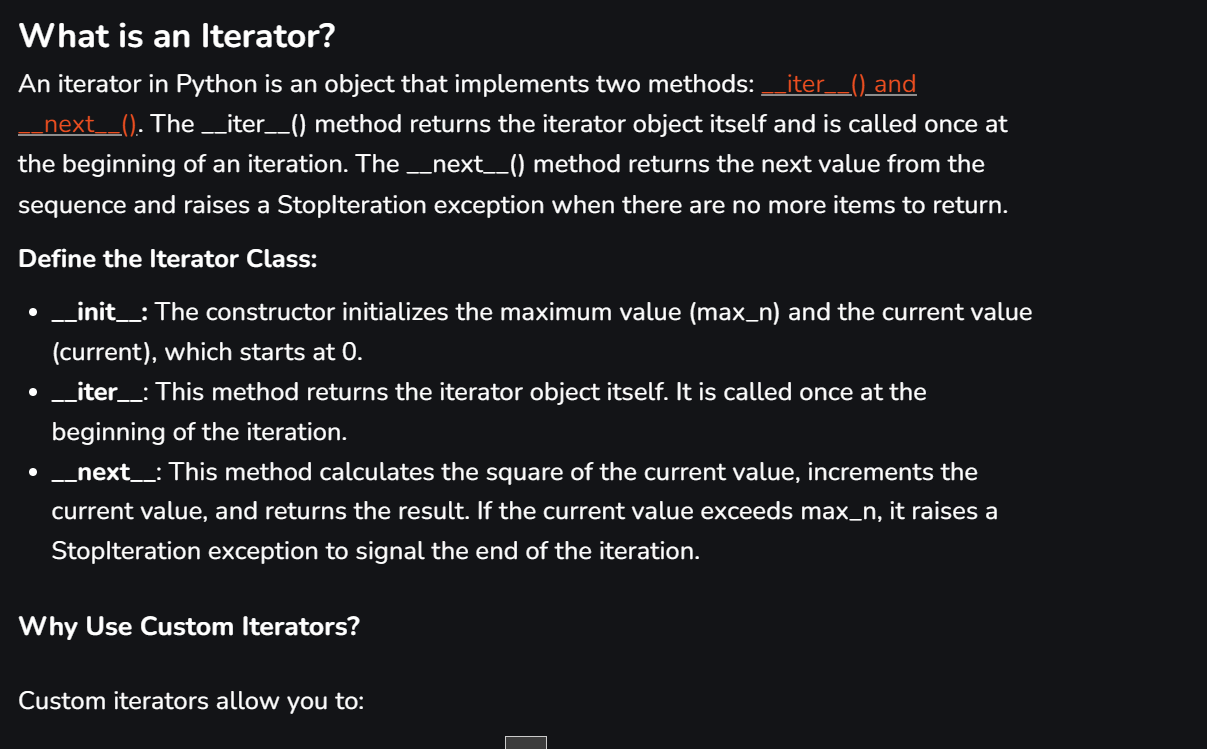 What is an Iterator?
An iterator in Python is an object that implements two methods: __iter__() and
__next__(). The __iter__() method returns the iterator object itself and is called once at
the beginning of an iteration. The __next__() method returns the next value from the
sequence and raises a StopIteration exception when there are no more items to return.
Define the Iterator Class:
• __init__: The constructor initializes the maximum value (max_n) and the current value
(current), which starts at 0.
• __iter__: This method returns the iterator object itself. It is called once at the
beginning of the iteration.
• __next__: This method calculates the square of the current value, increments the
current value, and returns the result. If the current value exceeds max_n, it raises a
StopIteration exception to signal the end of the iteration.
Why Use Custom Iterators?
Custom iterators allow you to: